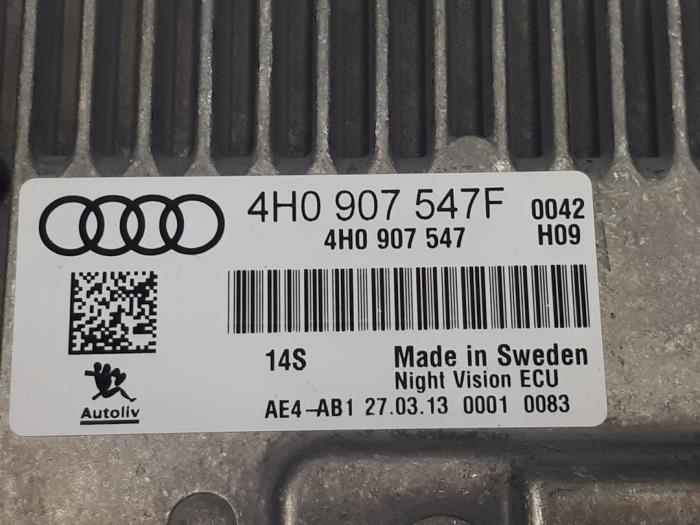 4H0 907 547F 0042
4H0 907 547 H09
14S Made in Sweden
Night Vision ECU
Autoliv AE4-AB1 27.03.13 0001 0083